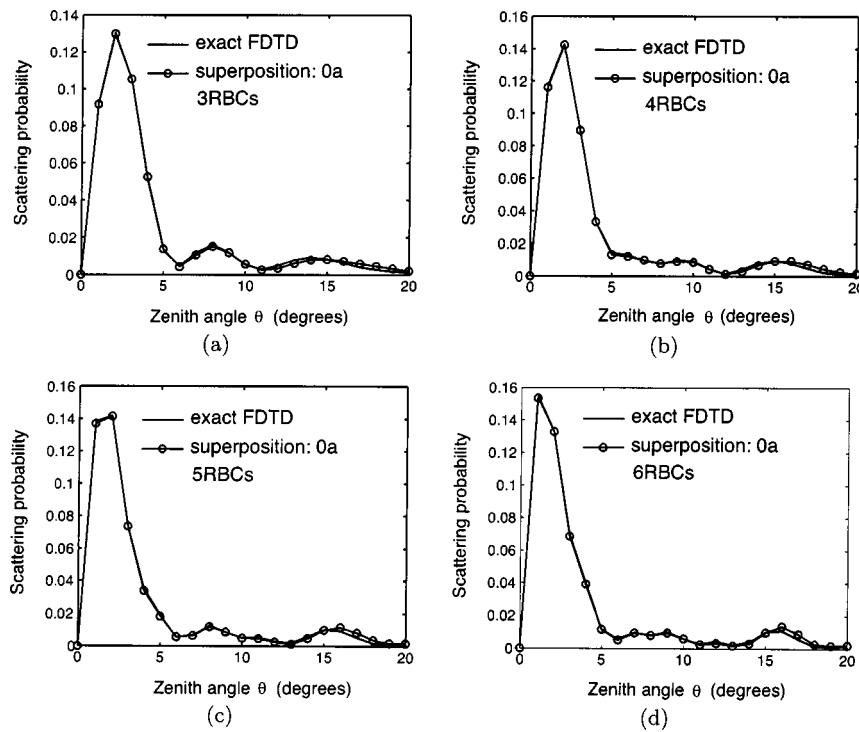 0.14
0.12
0.1
0.08
0.06
0.04
0.02
0
0
5
10
15
20
Scattering probability
exact FDTD
superposition: 0a
3RBCs
Zenith angle θ (degrees)
(a)
0.16
0.14
0.12
0.1
0.08
0.06
0.04
0.02
0
0
5
10
15
20
Scattering probability
exact FDTD
superposition: 0a
4RBCs
Zenith angle θ (degrees)
(b)
0.16
0.14
0.12
0.1
0.08
0.06
0.04
0.02
0
0
5
10
15
20
Scattering probability
exact FDTD
superposition: 0a
5RBCs
Zenith angle θ (degrees)
(c)
0.16
0.14
0.12
0.1
0.08
0.06
0.04
0.02
0
0
5
10
15
20
Scattering probability
exact FDTD
superposition: 0a
6RBCs
Zenith angle θ (degrees)
(d)